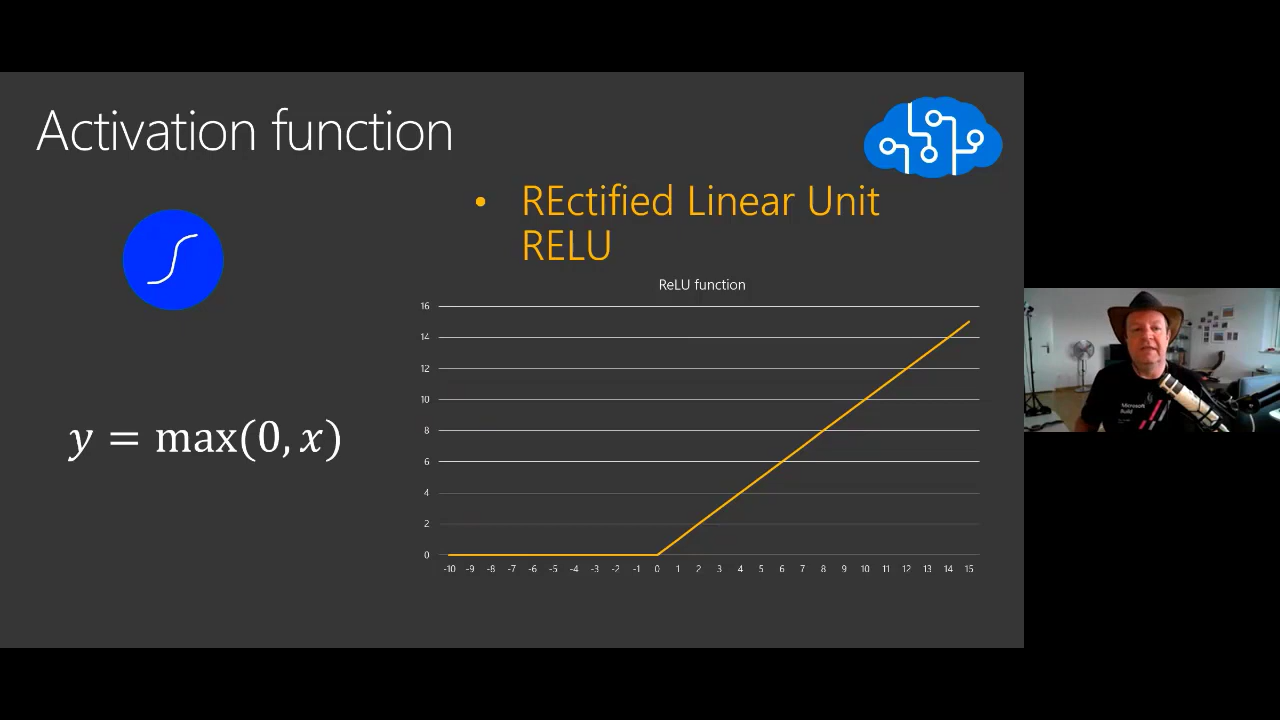 Activation function
• REctified Linear Unit
RELU
ReLU function
16
14
12
10
8
6
4
2
0
-10 -9 -8 -7 -6 -5 -4 -3 -2 -1 0 1 2 3 4 5 6 7 8 9 10 11 12 13 14 15
y = max(0, x)
Microsoft
Build